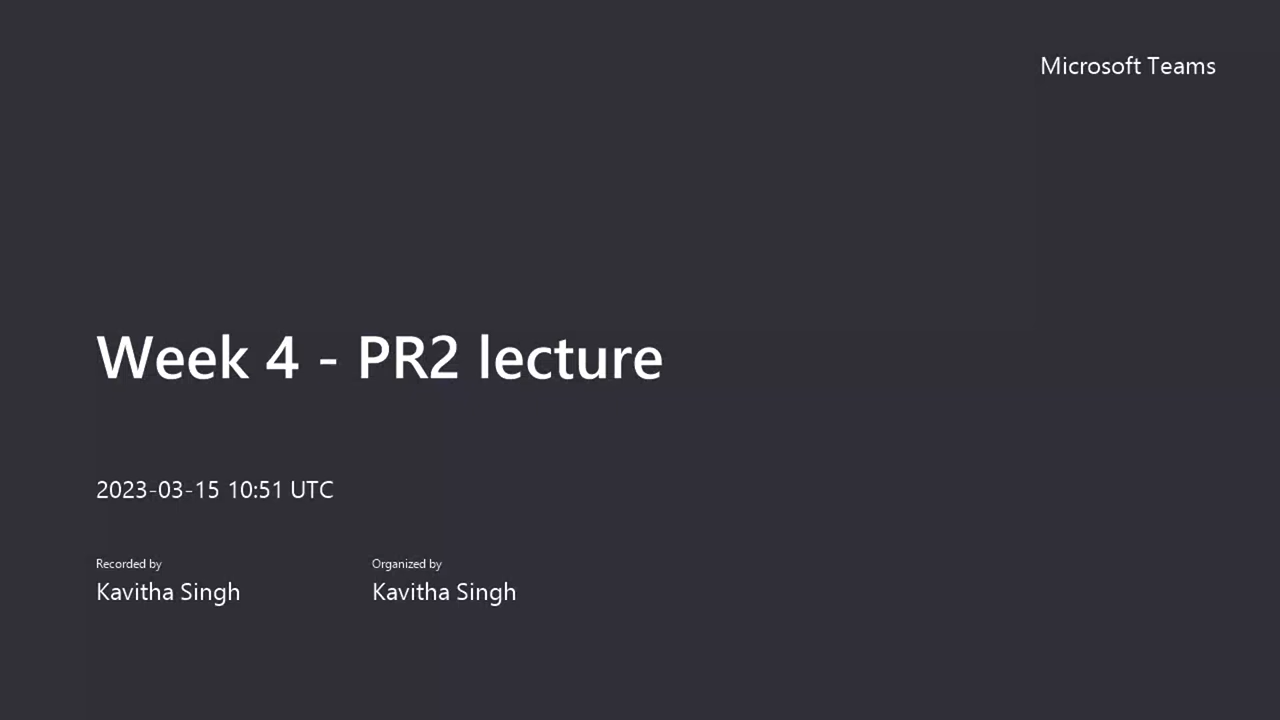 Microsoft Teams
Week 4 - PR2 lecture
2023-03-15 10:51 UTC
Recorded by
Kavitha Singh
Organized by
Kavitha Singh